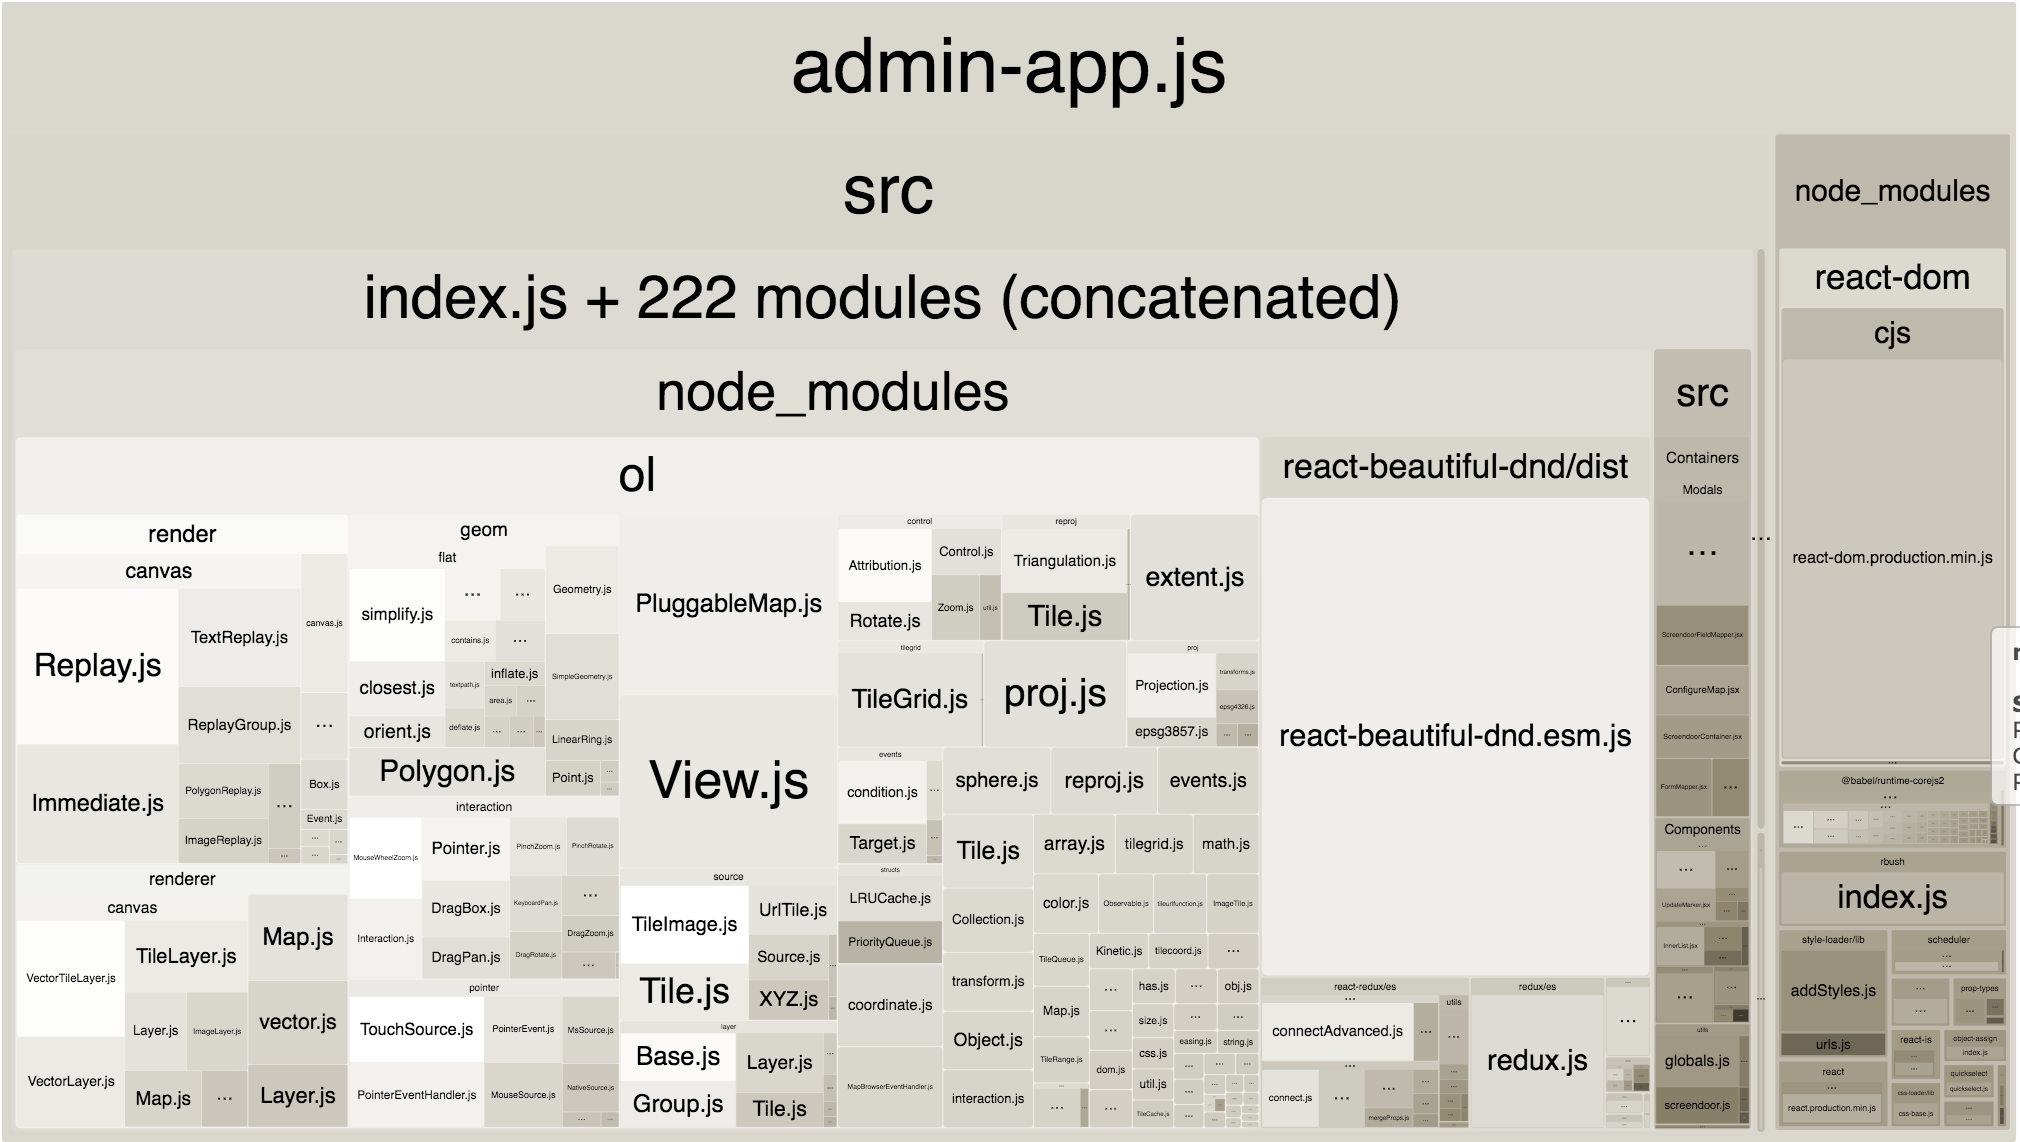 admin-app.js
src
node_modules
index.js + 222 modules (concatenated)
react-dom
cjs
react-dom.production.min.js
node_modules
src
Containers
Modals
...
ScreendoorFieldMapper.jsx
ConfigureMap.jsx
ScreendoorContainer.jsx
FormMapper.jsx
...
Components
...
UpdateMarker.jsx
InnerList.jsx
...
utils
globals.js
screendoor.js
ol
react-beautiful-dnd/dist
react-beautiful-dnd.esm.js
render
canvas
Replay.js
TextReplay.js
canvas.js
ReplayGroup.js
...
Immediate.js
PolygonReplay.js
...
Box.js
ImageReplay.js
Event.js
renderer
canvas
VectorTileLayer.js
TileLayer.js
Map.js
Layer.js
ImageLayer.js
vector.js
VectorLayer.js
Map.js
...
Layer.js
geom
flat
simplify.js
...
...
Geometry.js
contains.js
...
closest.js
textpath.js
inflate.js
area.js
...
SimpleGeometry.js
orient.js
deflate.js
...
LinearRing.js
Polygon.js
Point.js
interaction
MouseWheelZoom.js
Pointer.js
PinchZoom.js
PinchRotate.js
DragBox.js
KeyboardPan.js
...
Interaction.js
DragZoom.js
DragPan.js
DragRotate.js
...
pointer
TouchSource.js
PointerEvent.js
MsSource.js
PointerEventHandler.js
MouseSource.js
NativeSource.js
PluggableMap.js
View.js
source
TileImage.js
UrlTile.js
Source.js
Tile.js
XYZ.js
layer
Base.js
Layer.js
Group.js
Tile.js
control
Attribution.js
Control.js
Rotate.js
Zoom.js
util.js
reproj
Triangulation.js
Tile.js
extent.js
tilegrid
TileGrid.js
proj.js
proj
Projection.js
transforms.js
epsg4326.js
epsg3857.js
...
events
condition.js
...
Target.js
sphere.js
reproj.js
events.js
structs
LRUCache.js
PriorityQueue.js
coordinate.js
MapBrowserEventHandler.js
Tile.js
array.js
tilegrid.js
math.js
Collection.js
color.js
Observable.js
tileurlfunction.js
ImageTile.js
TileQueue.js
Kinetic.js
tilecoord.js
...
transform.js
Map.js
...
has.js
...
obj.js
size.js
...
Object.js
TileRange.js
css.js
easing.js
string.js
dom.js
util.js
interaction.js
...
...
TileCache.js
react-redux/es
...
connectAdvanced.js
...
utils
...
connect.js
...
mergeProps.js
redux/es
redux.js
...
@babel/runtime-corejs2
...
rbush
index.js
style-loader/lib
addStyles.js
urls.js
scheduler
...
prop-types
react-is
object-assign
index.js
react
...
react.production.min.js
quickselect
quickselect.js
css-loader/lib
css-base.js